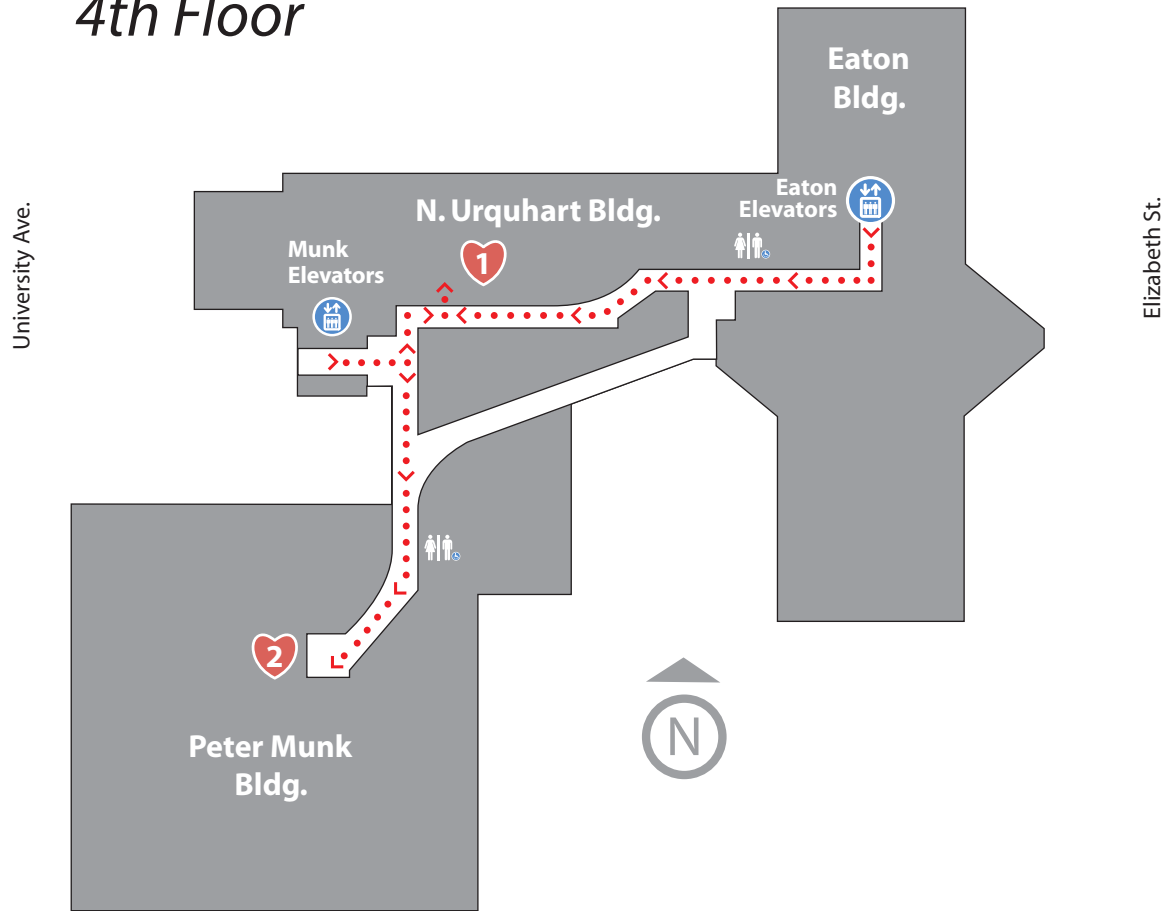 4th Floor
Eaton
Bldg.
Eaton
Elevators
N. Urquhart Bldg.
1
Munk
Elevators
University Ave.
Elizabeth St.
2
Peter Munk
Bldg.
N